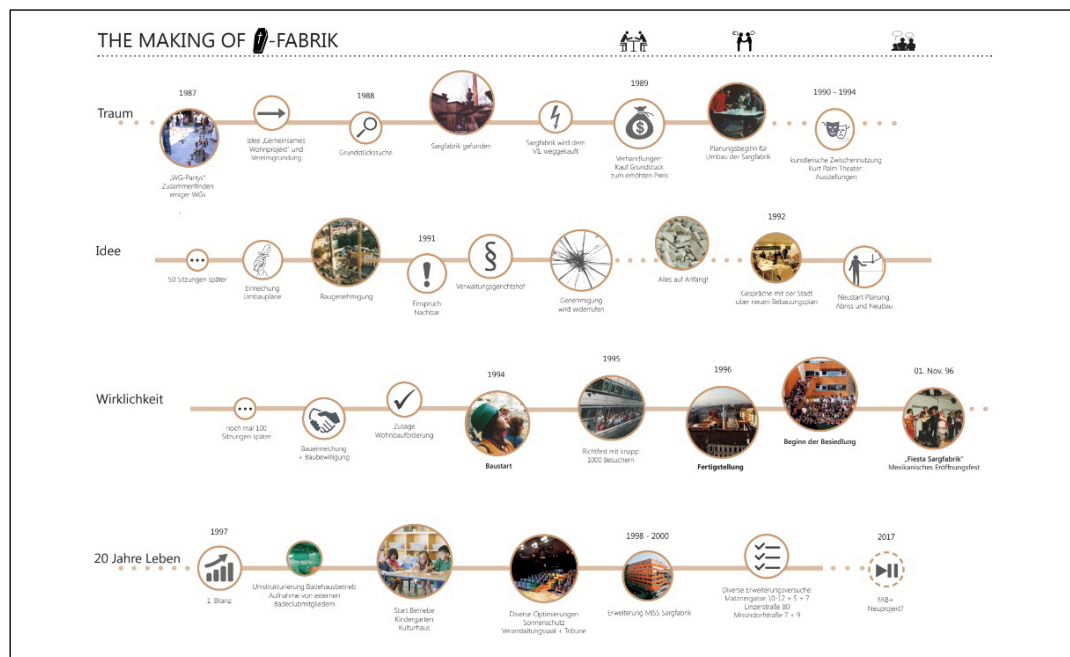 THE MAKING OF -FABRIK
Traum
1987
„WG-Partys"
Zusammenfinden
einiger WGs
Idee „Gemeinsames
Wohnprojekt" und
Vereinsgründung
1988
Grundstückssuche
Sargfabrik gefunden
Sargfabrik wird dem
VIL weggekauft
1989
Verhandlungen:
Kauf Grundstück
zum erhöhten Preis
Planungsbeginn für
Umbau der Sargfabrik
1990 - 1994
künstlerische Zwischennutzung
Kurt Palm Theater
Ausstellungen
Idee
50 Sitzungen später
Einreichung
Umbaupläne
Baugenehmigung
1991
Einspruch
Nachbar
§
Verwaltungsgerichtshof
Genehmigung
wird widerrufen
Alles auf Anfang!
1992
Gespräche mit der Stadt
über neuen Bebauungsplan
Neustart Planung:
Abriss und Neubau
Wirklichkeit
noch mal 100
Sitzungen später
Baueinreichung
+ Baubewilligung
Zusage
Wohnbauförderung
1994
Baustart
1995
Richtfest mit knapp
1000 Besuchern
1996
Fertigstellung
Beginn der Besiedlung
01. Nov. 96
„Fiesta Sargfabrik"
Mexikanisches Eröffnungsfest
20 Jahre Leben
1997
1. Bilanz
Umstrukturierung Badehausbetrieb
Aufnahme von externen
Badeclubmitgliedern
Start Betriebe
Kindergarten
Kulturhaus
Diverse Optimierungen
Sonnenschutz
Veranstaltungssaal + Tribüne
1998 - 2000
Erweiterung MISS Sargfabrik
Diverse Erweiterungsversuche:
Matznergasse 10-12 + 5 + 7
Linzerstraße 80
Missindorfstraße 7 + 9
2017
FAB+
Neuprojekt?